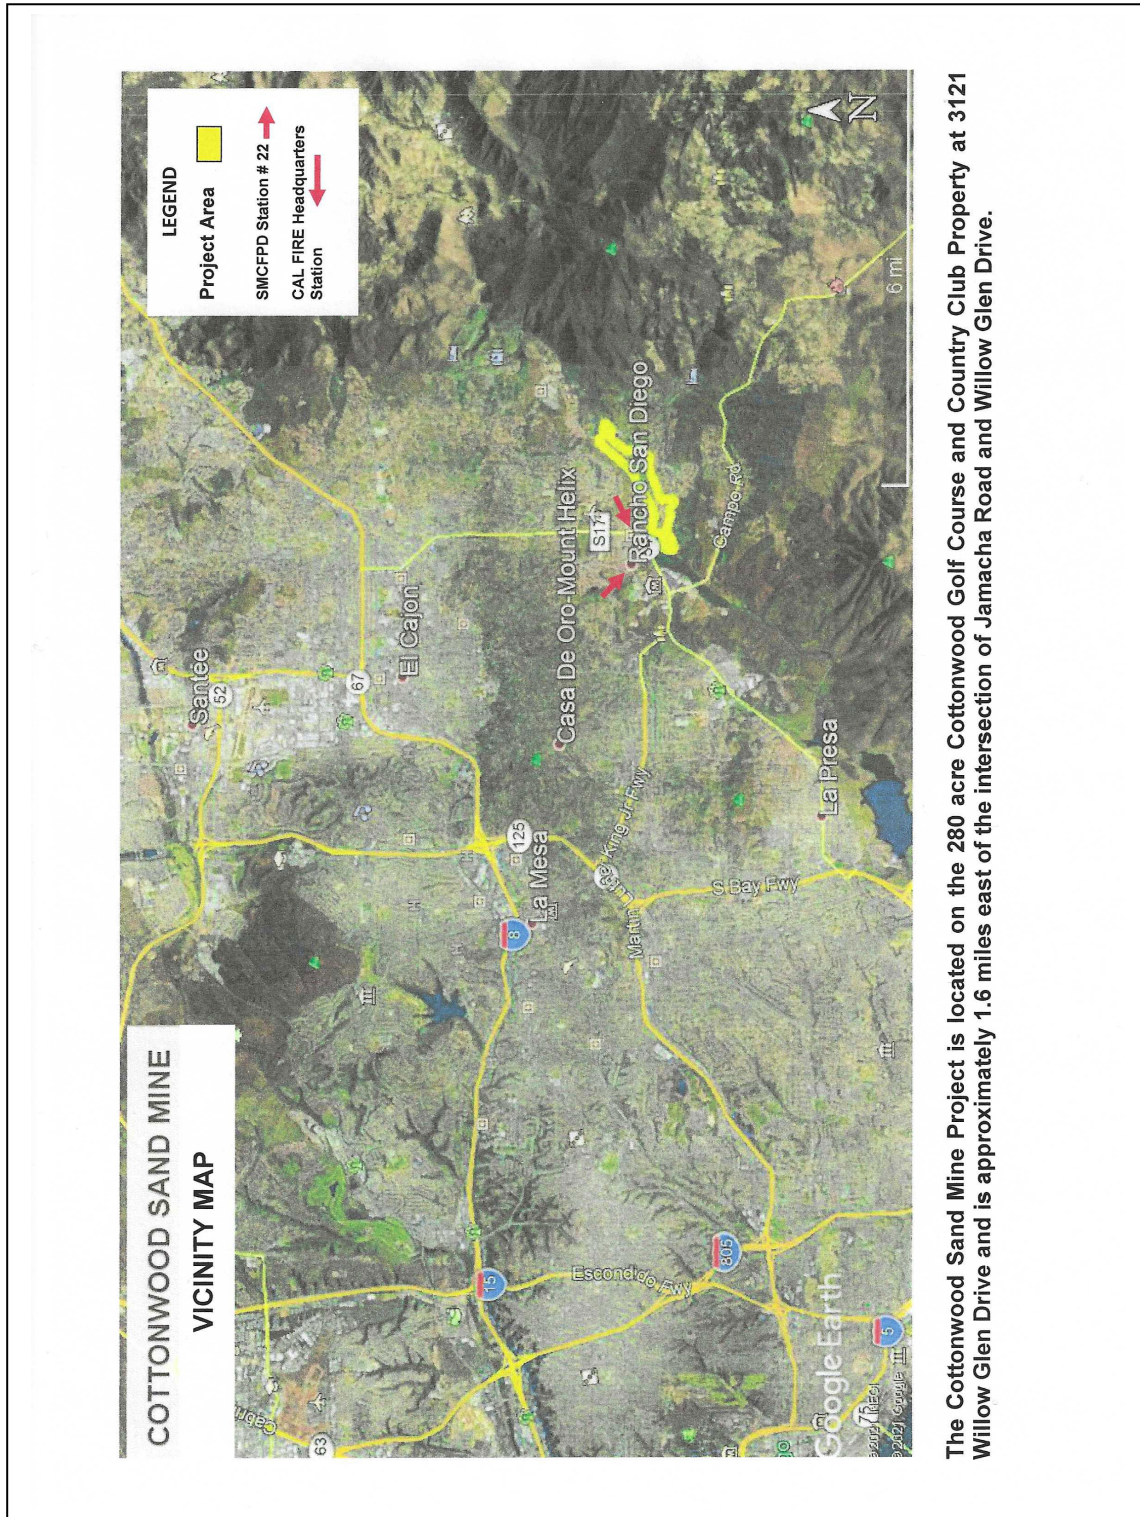 COTTONWOOD SAND MINE
VICINITY MAP
LEGEND
Project Area
SMCFPD Station # 22
CAL FIRE Headquarters
Station
Santee
52
67
El Cajon
125
La Mesa
8
Casa De Oro-Mount Helix
S17
Rancho San Diego
Campo Rd
Martin Luther King Jr Fwy
S Bay Fwy
La Presa
15
Escondido Fwy
805
5
75
63
Cabri
Google Earth
© 2021 Google
6 mi
N
The Cottonwood Sand Mine Project is located on the 280 acre Cottonwood Golf Course and Country Club Property at 3121
Willow Glen Drive and is approximately 1.6 miles east of the intersection of Jamacha Road and Willow Glen Drive.